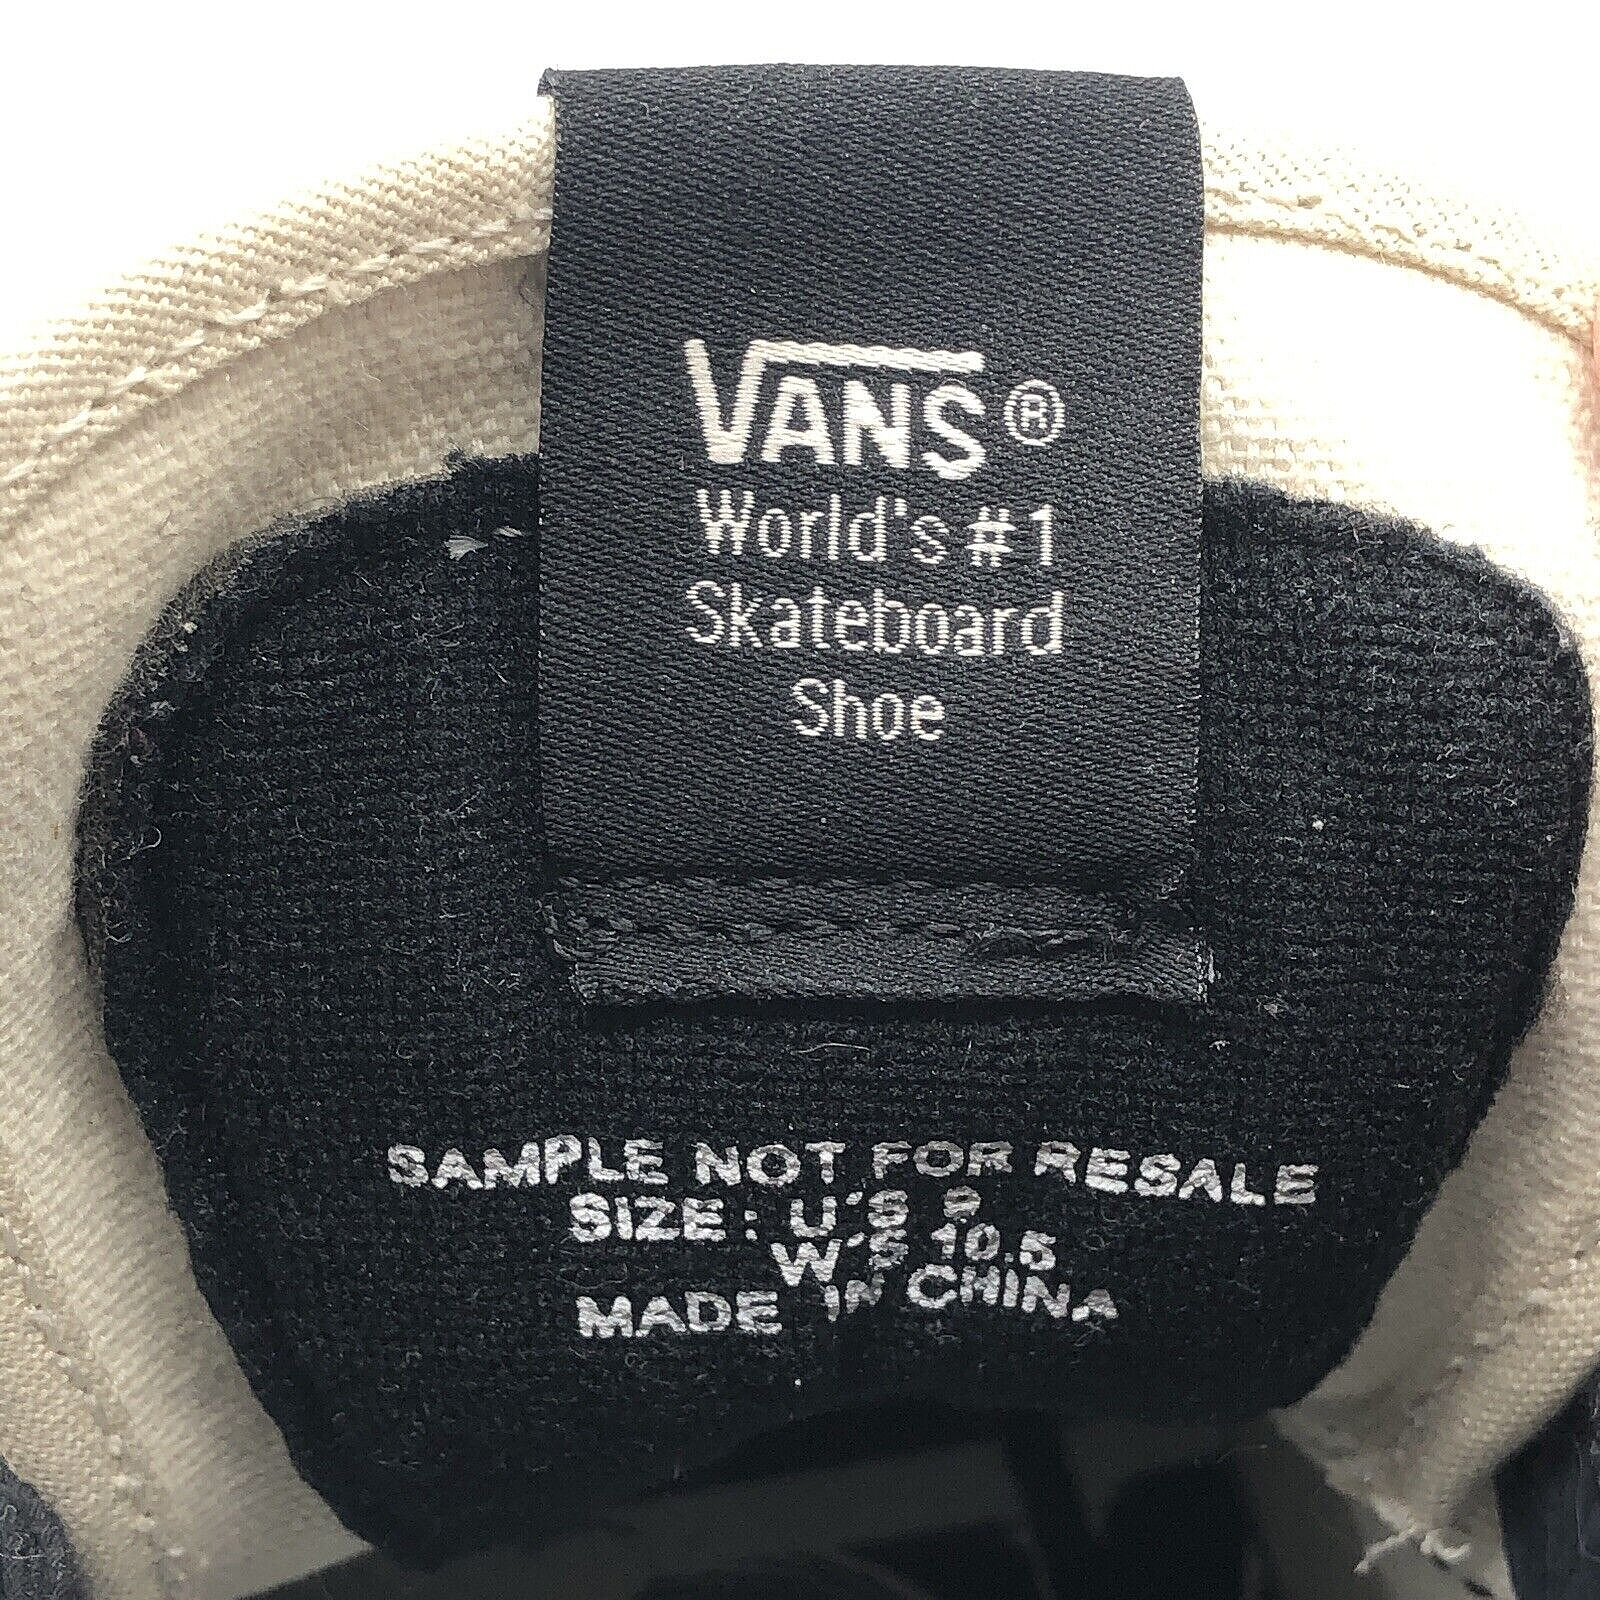 VANS®
World's #1
Skateboard
Shoe
SAMPLE NOT FOR RESALE
SIZE: U'S 9
W'S 10.5
MADE IN CHINA